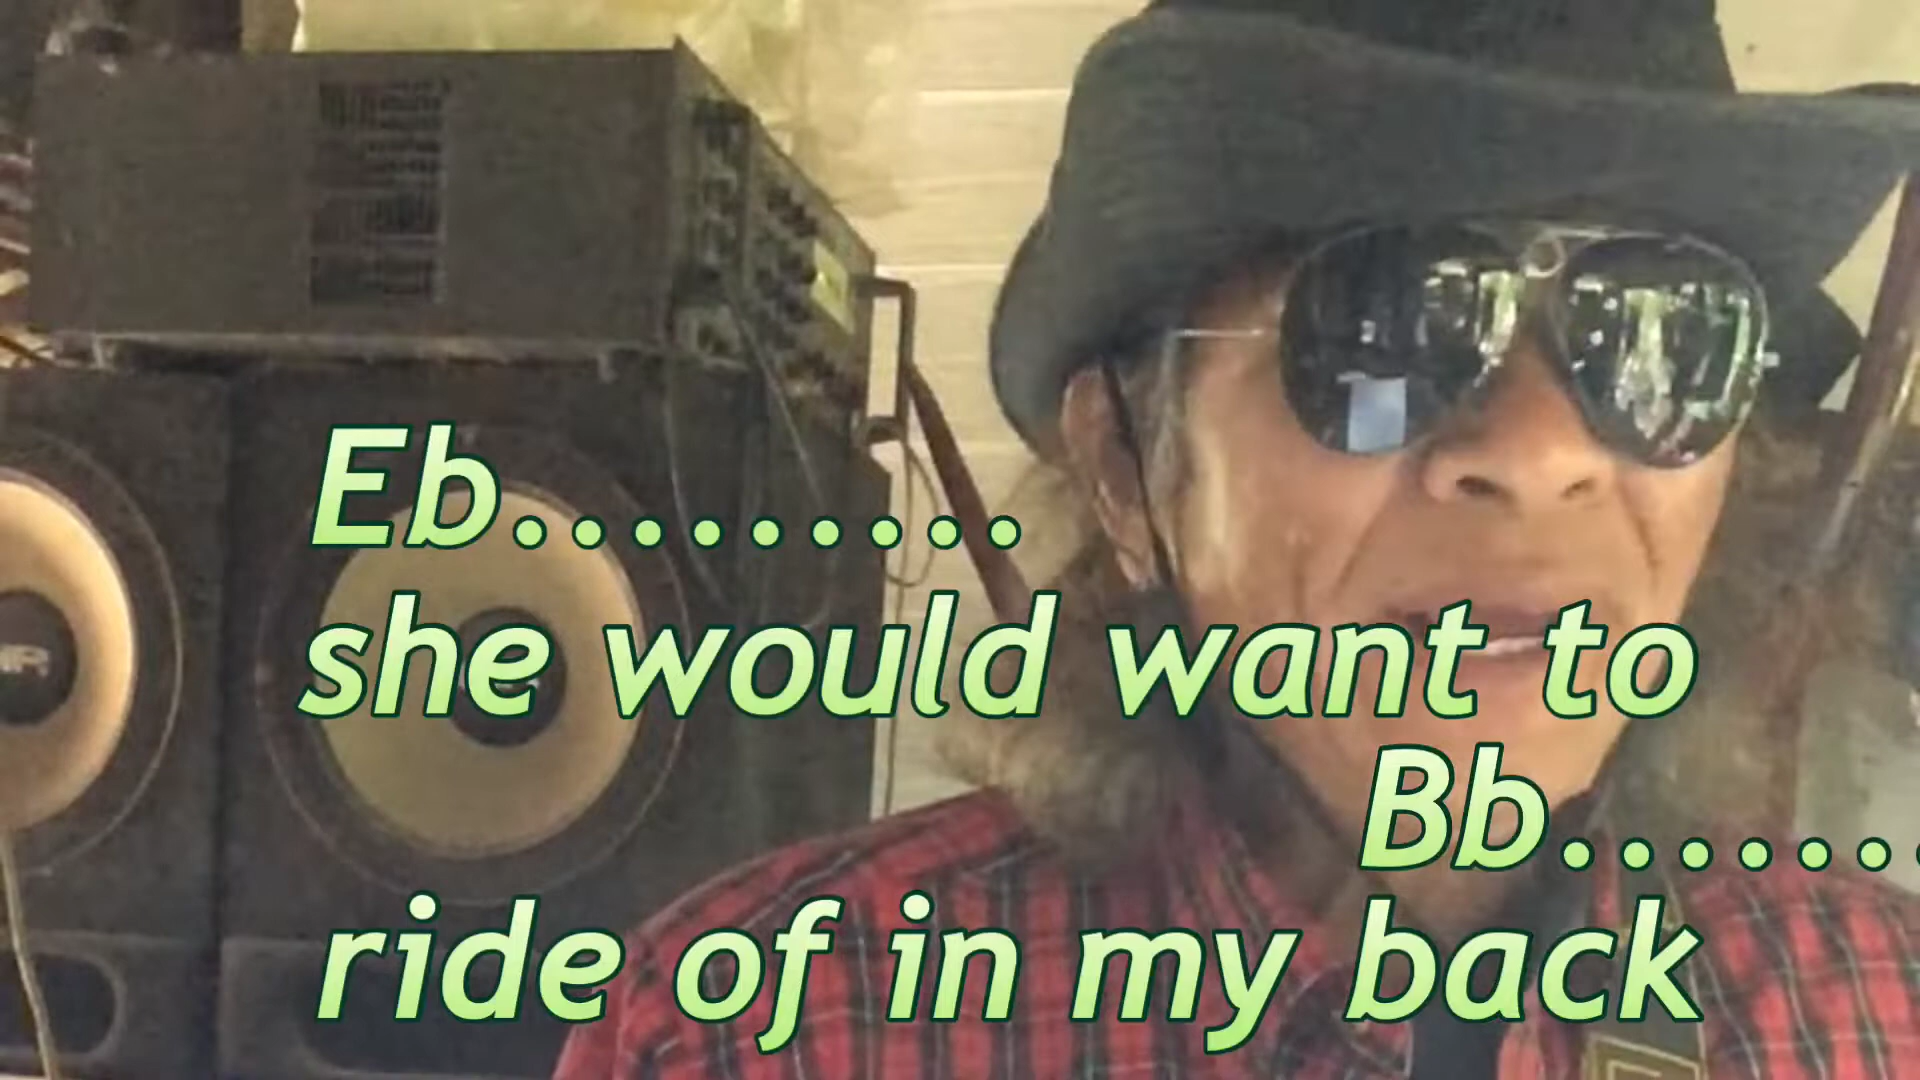 Eb.........
she would want to
Bb......
ride of in my back